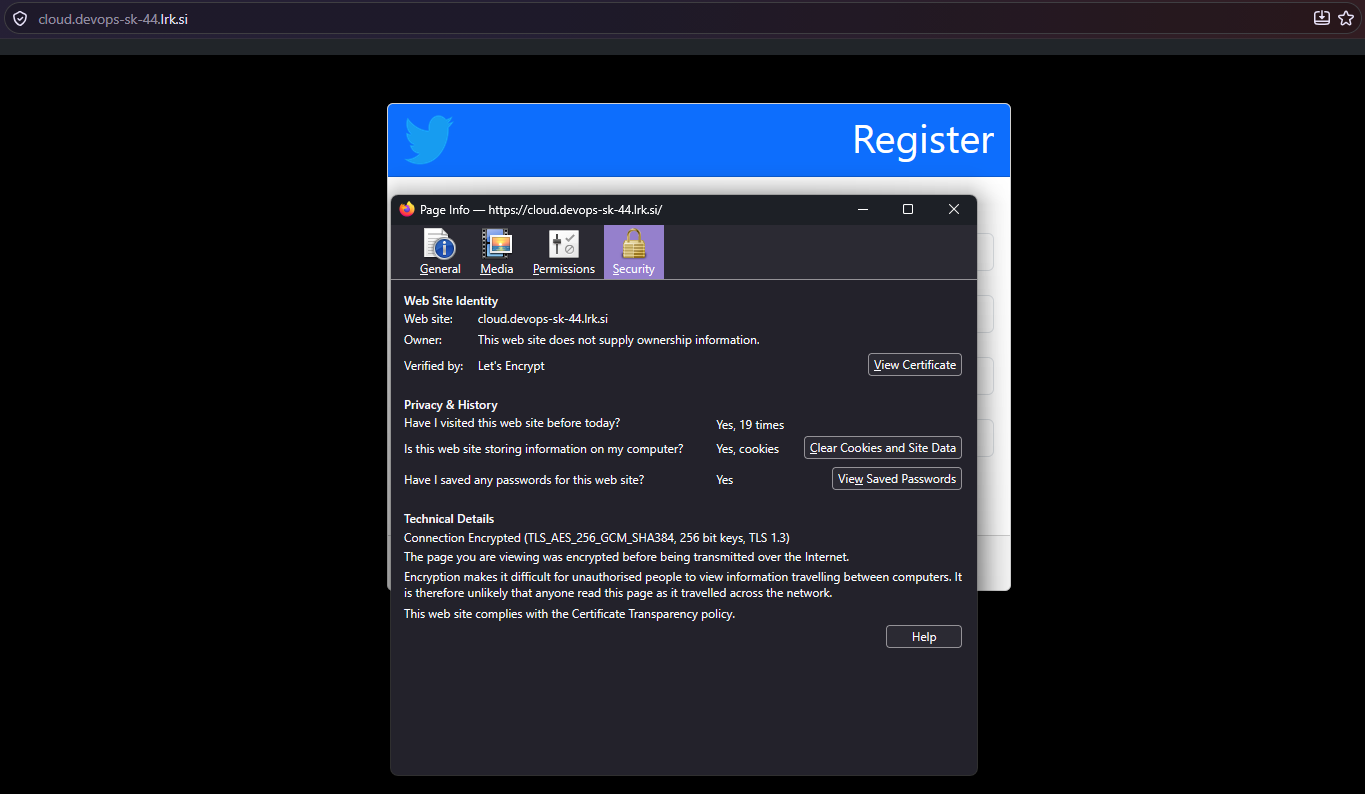 cloud.devops-sk-44.lrk.si
Register
Page Info — https://cloud.devops-sk-44.lrk.si/
General Media Permissions Security
Web Site Identity
Web site: cloud.devops-sk-44.lrk.si
Owner: This web site does not supply ownership information.
Verified by: Let's Encrypt View Certificate
Privacy & History
Have I visited this web site before today? Yes, 19 times
Is this web site storing information on my computer? Yes, cookies Clear Cookies and Site Data
Have I saved any passwords for this web site? Yes View Saved Passwords
Technical Details
Connection Encrypted (TLS_AES_256_GCM_SHA384, 256 bit keys, TLS 1.3)
The page you are viewing was encrypted before being transmitted over the Internet.
Encryption makes it difficult for unauthorised people to view information travelling between computers. It
is therefore unlikely that anyone read this page as it travelled across the network.
This web site complies with the Certificate Transparency policy.
Help